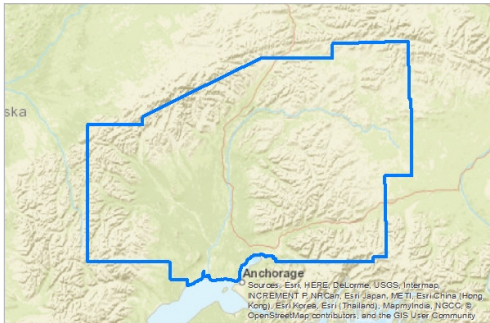 ska
Anchorage
Sources: Esri, HERE, DeLorme, USGS, Intermap,
INCREMENT P, NRCan, Esri Japan, METI, Esri China (Hong
Kong), Esri Korea, Esri (Thailand), MapmyIndia, NGCC, ©
OpenStreetMap contributors, and the GIS User Community